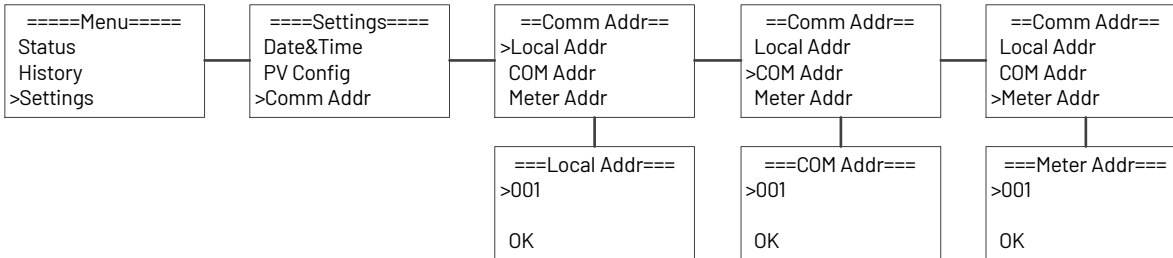 =====Menu=====
Status
History
>Settings
====Settings====
Date&Time
PV Config
>Comm Addr
==Comm Addr==
>Local Addr
COM Addr
Meter Addr
==Comm Addr==
Local Addr
>COM Addr
Meter Addr
==Comm Addr==
Local Addr
COM Addr
>Meter Addr
===Local Addr===
>001
OK
===COM Addr===
>001
OK
===Meter Addr===
>001
OK